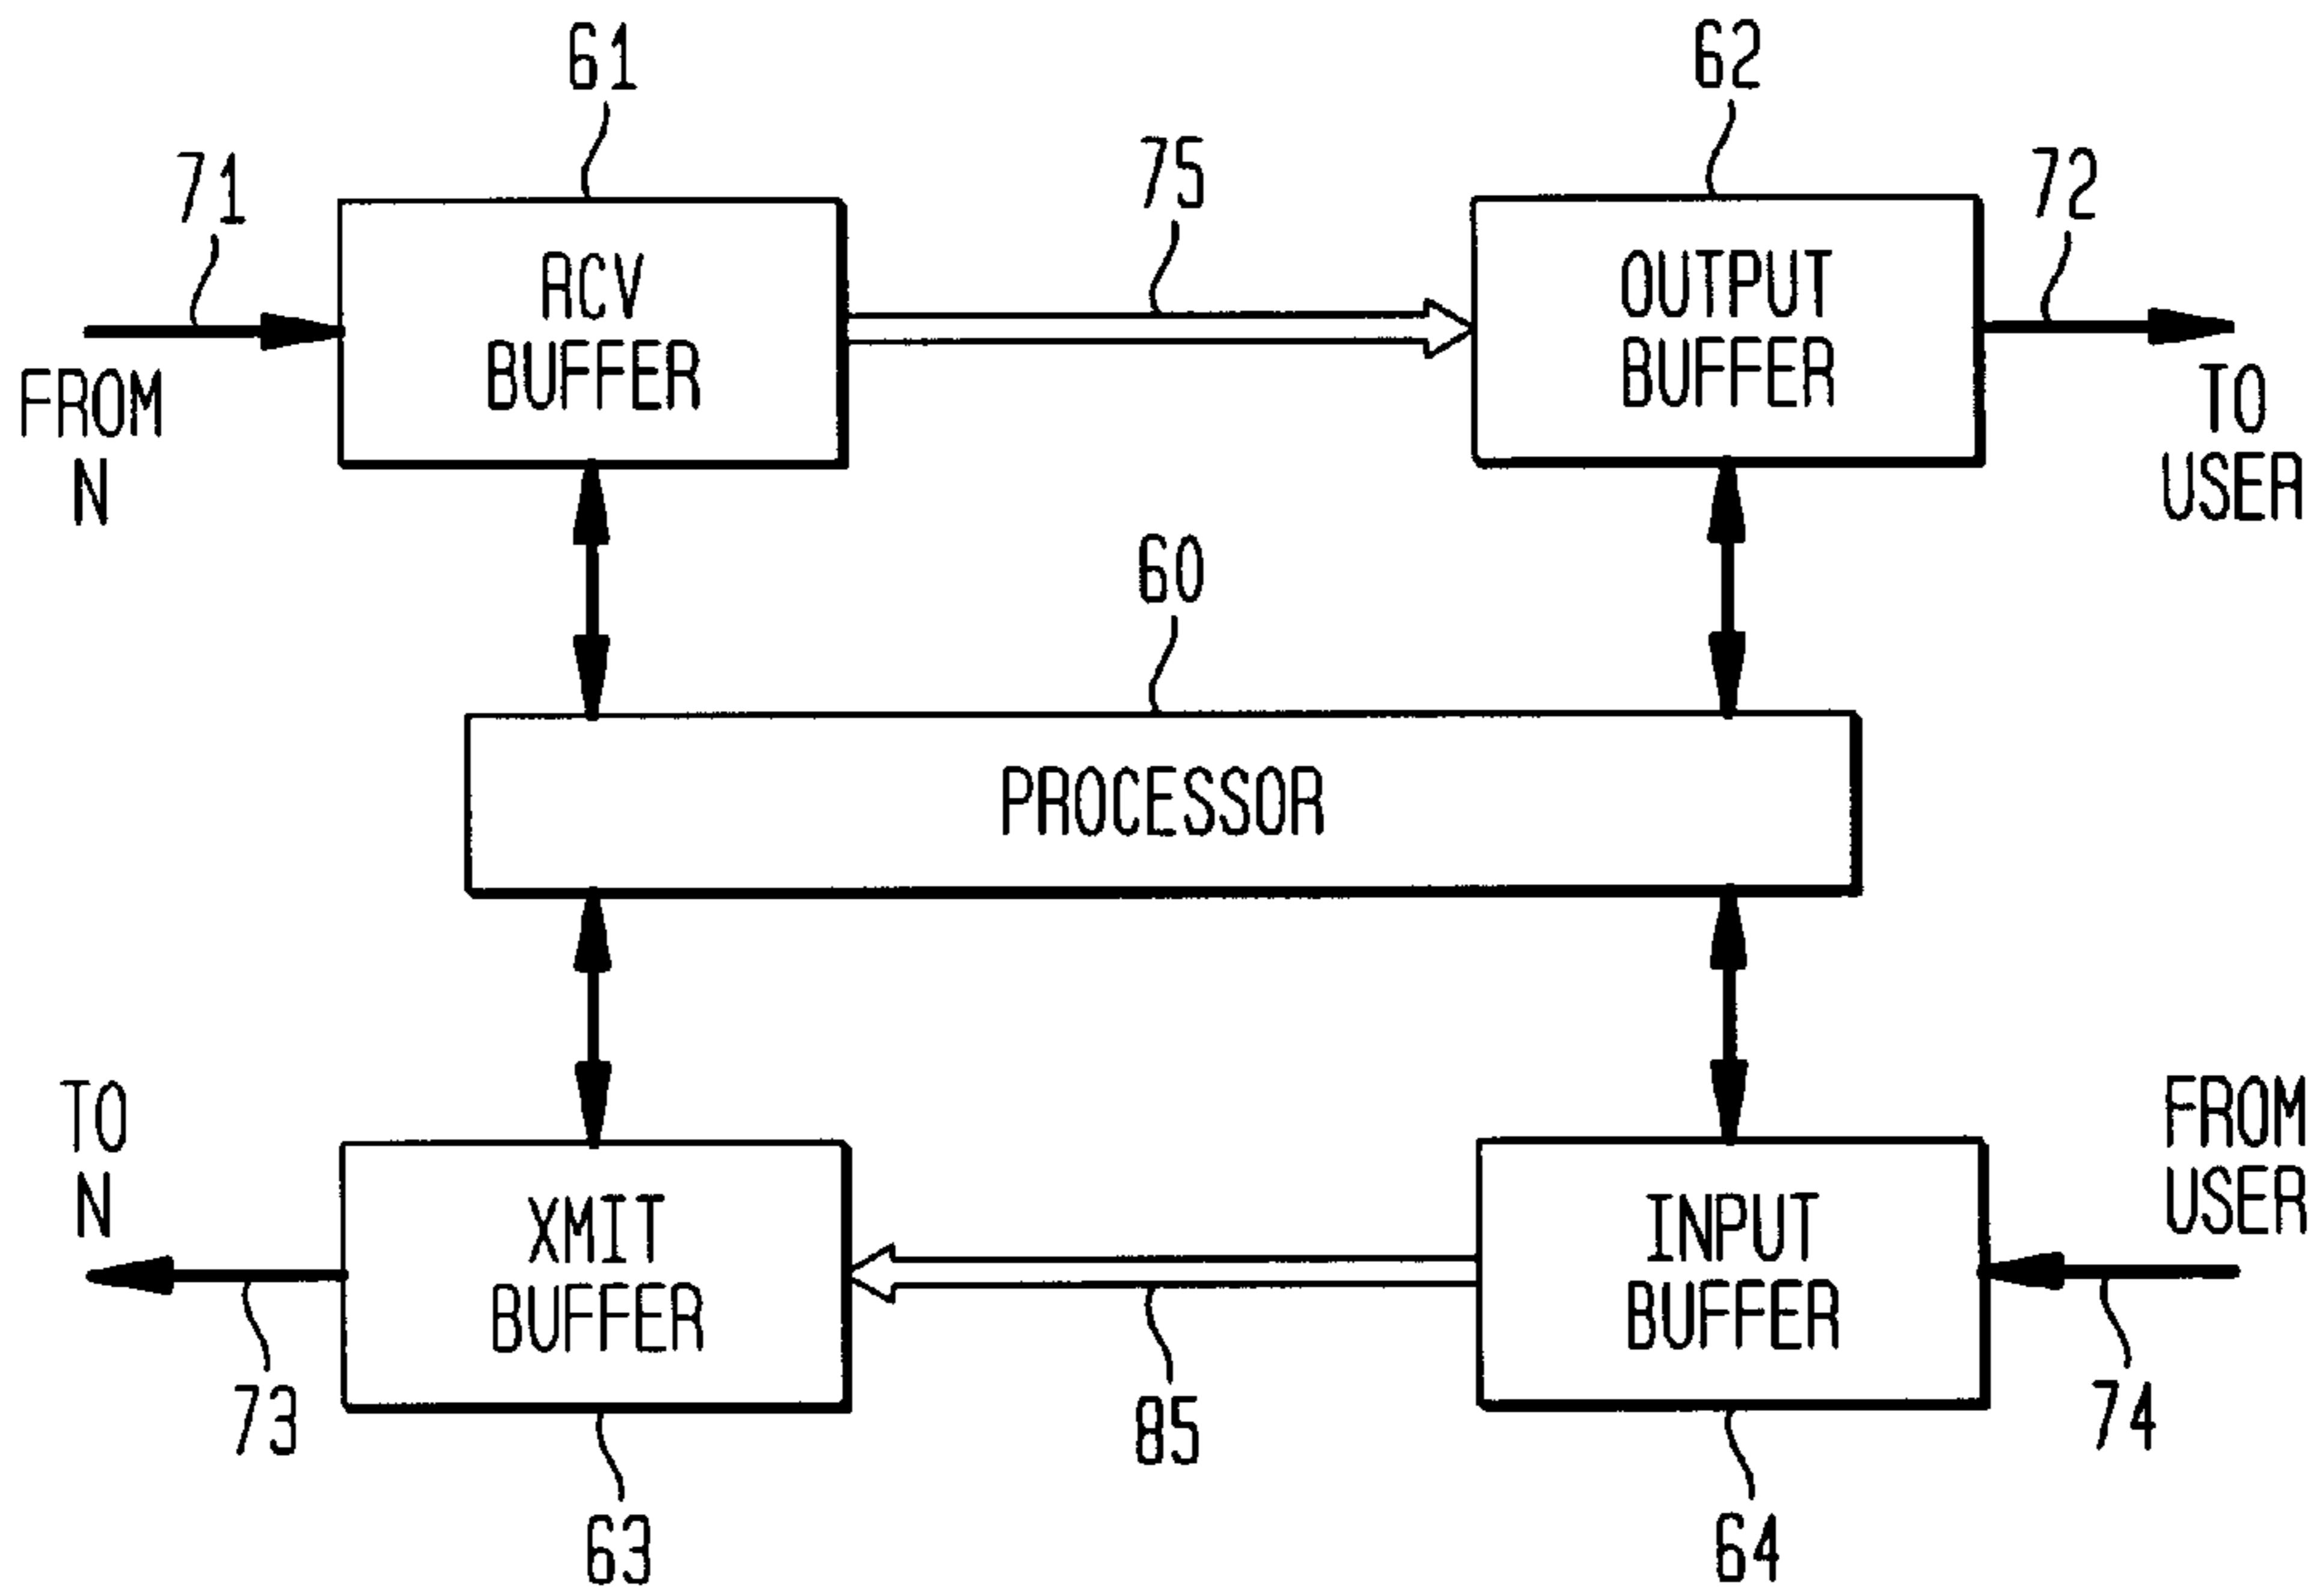 61
62
71
75
72
RCV
BUFFER
OUTPUT
BUFFER
FROM
N
TO
USER
60
PROCESSOR
TO
N
FROM
USER
XMIT
BUFFER
INPUT
BUFFER
73
85
74
63
64